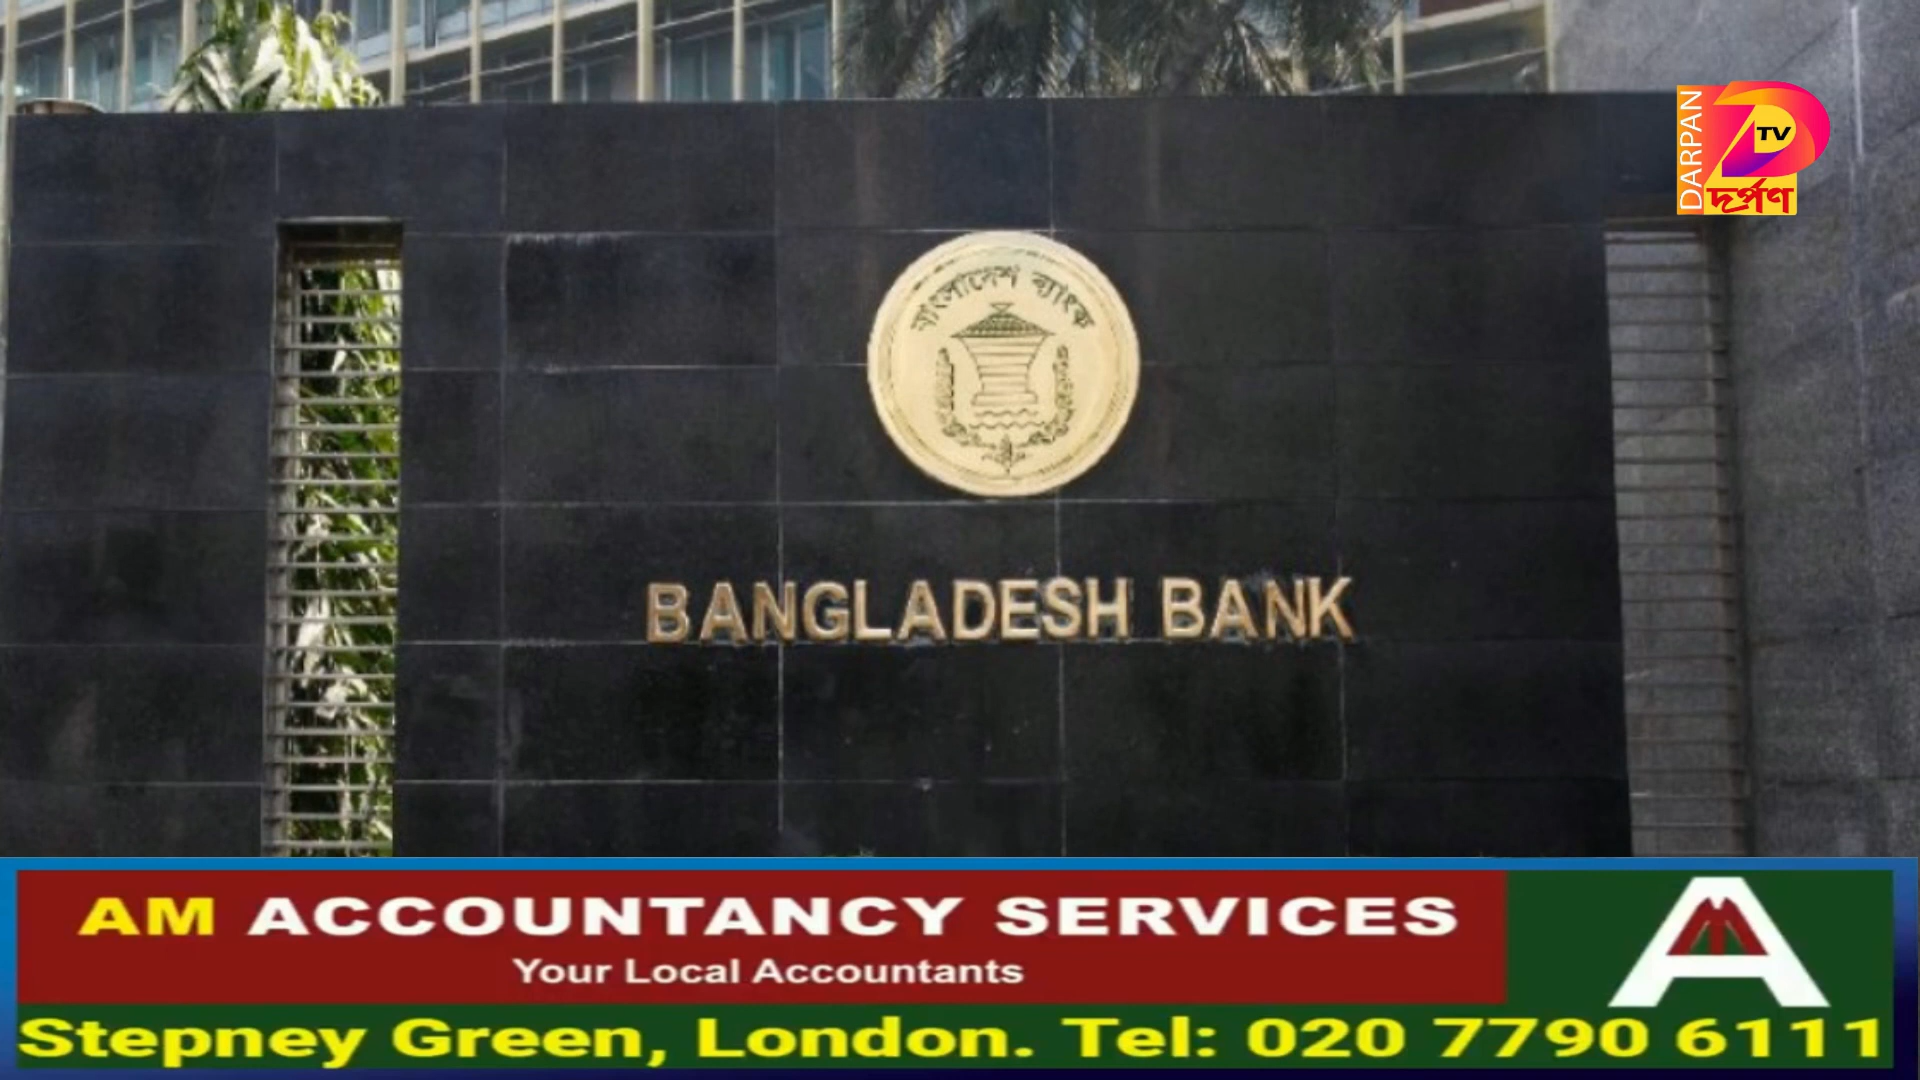 DARPAN
TV
দর্পণ
বাংলাদেশ ব্যাংক
BANGLADESH BANK
AM ACCOUNTANCY SERVICES
Your Local Accountants
Stepney Green, London. Tel: 020 7790 6111